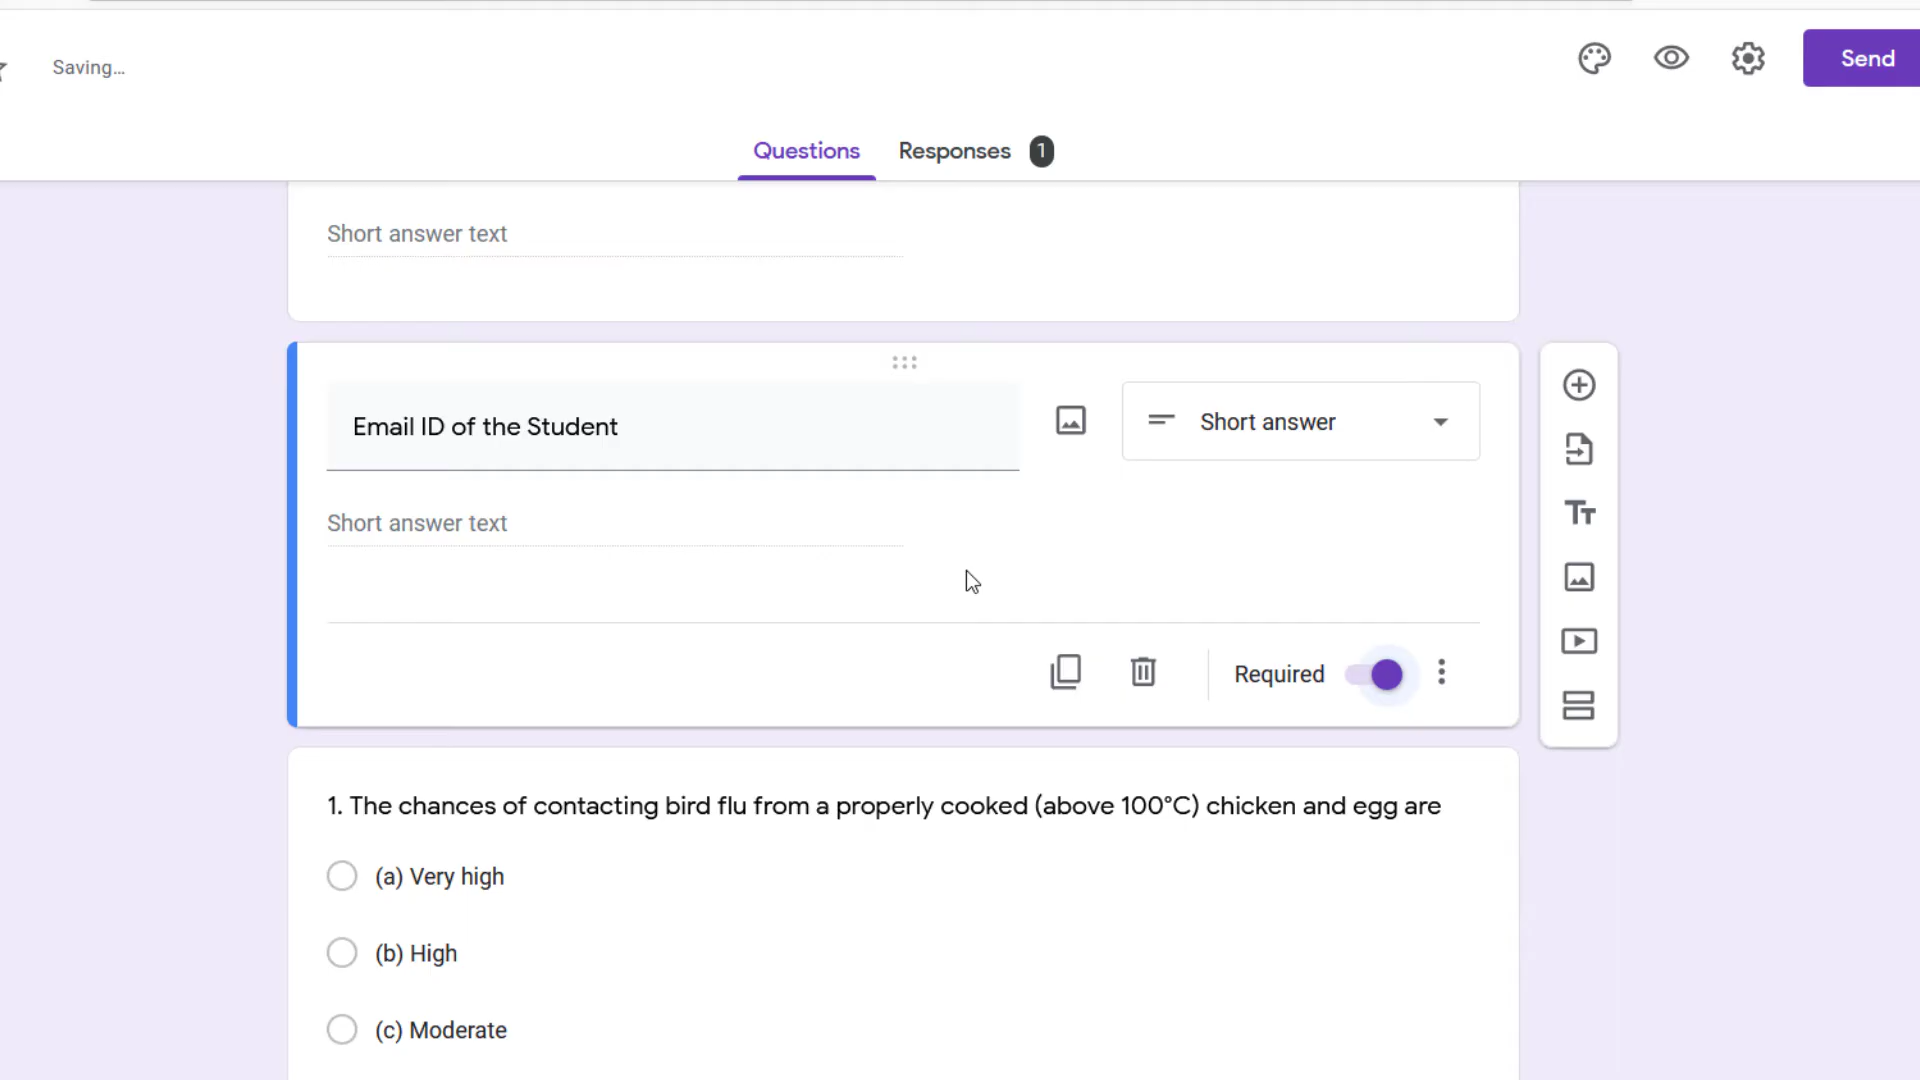 Saving...
Send
Questions
Responses 1
Short answer text
Email ID of the Student
Short answer
Short answer text
Required
1. The chances of contacting bird flu from a properly cooked (above 100°C) chicken and egg are
(a) Very high
(b) High
(c) Moderate